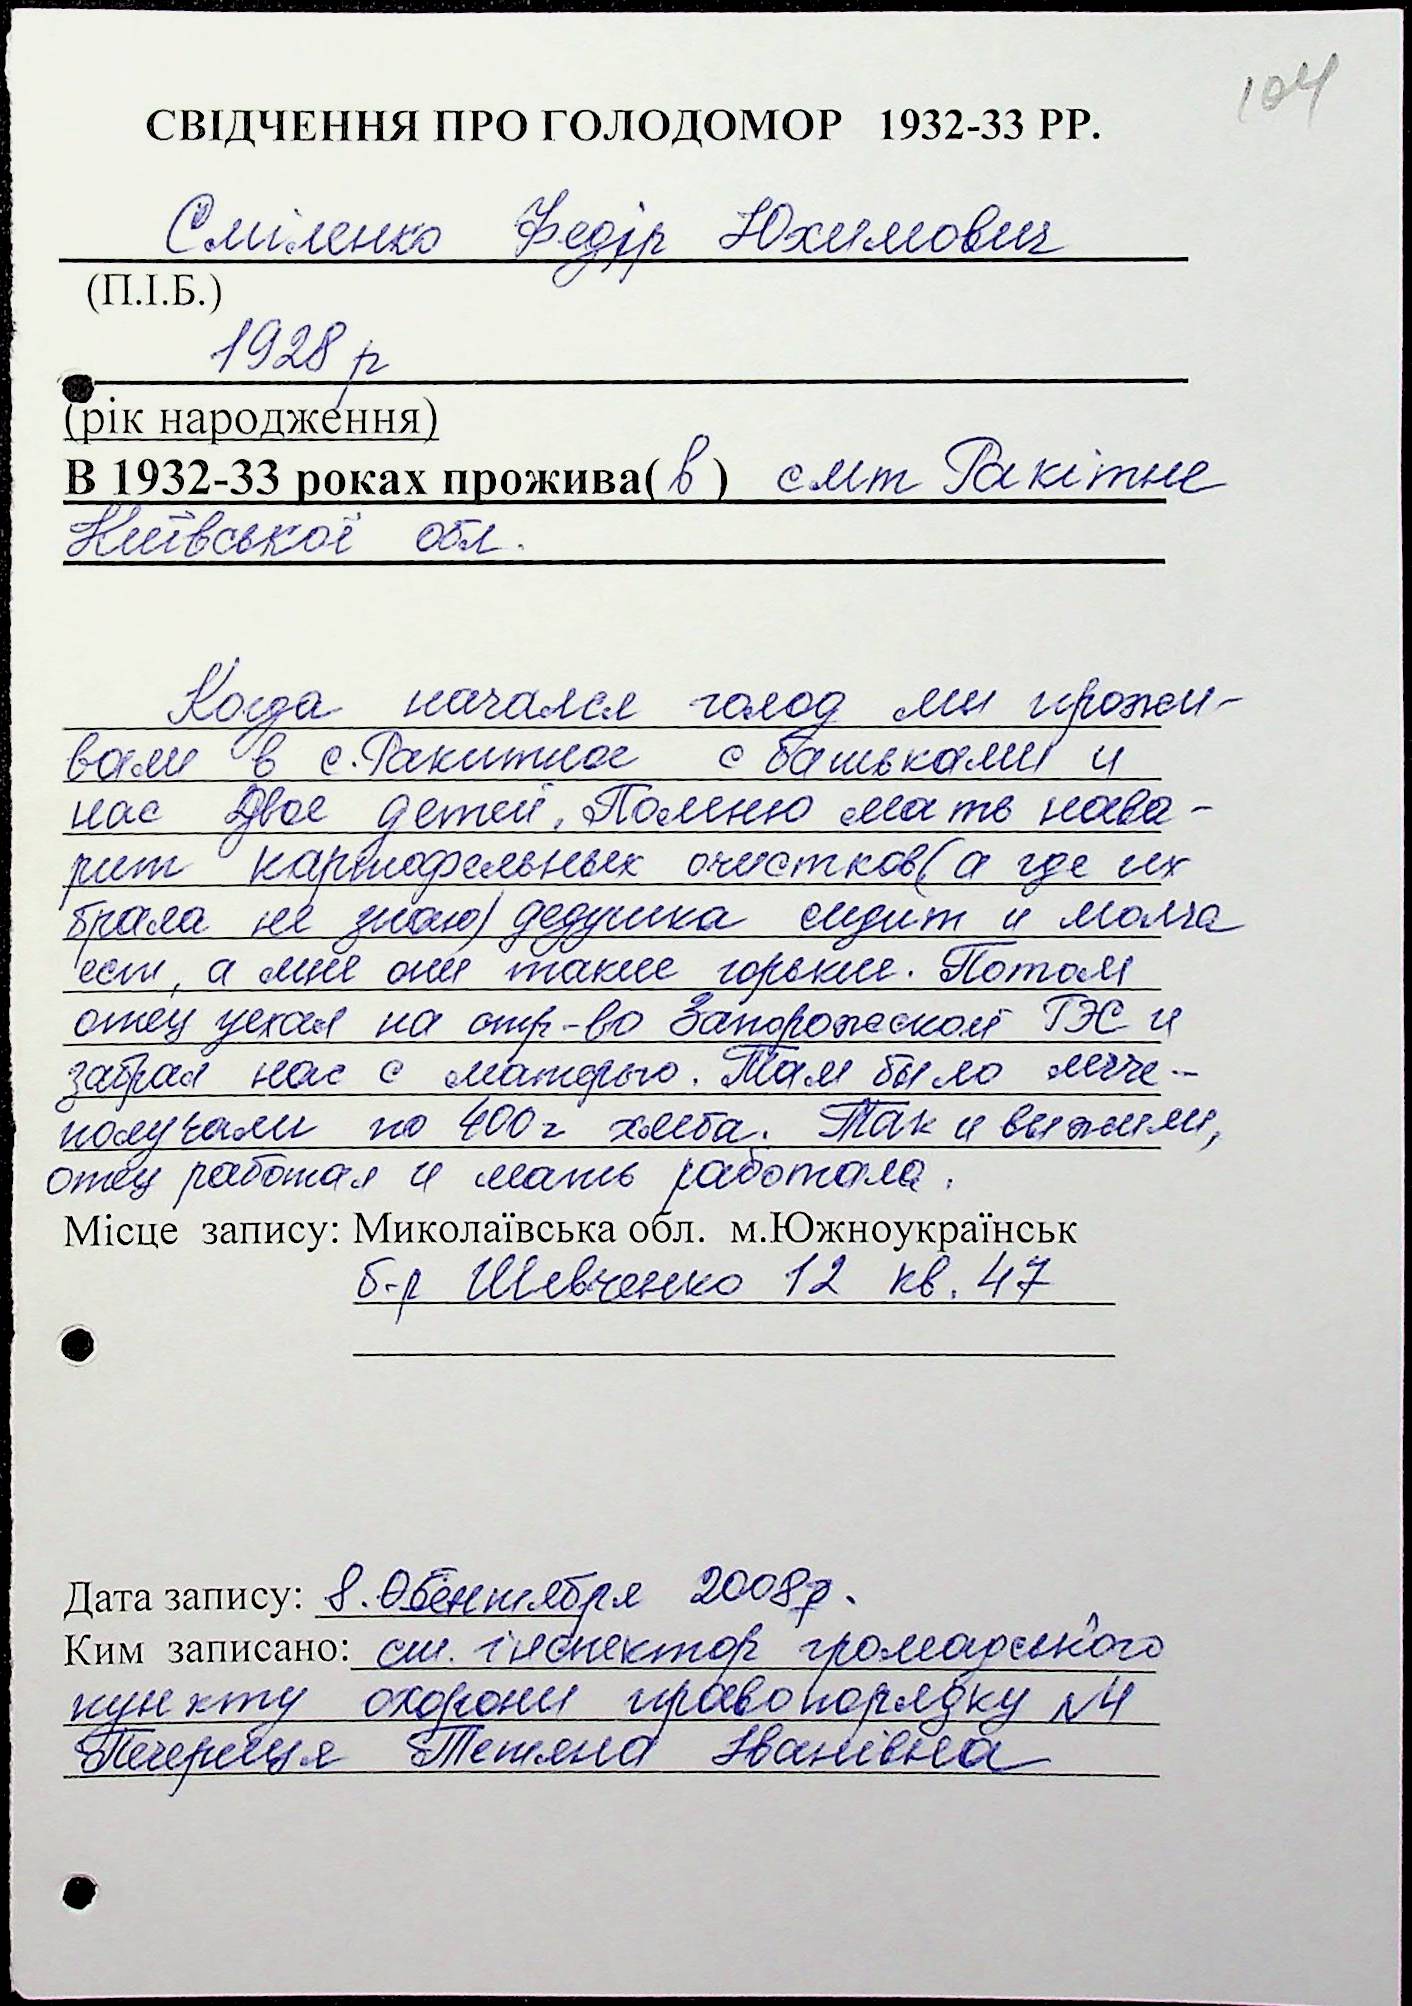 104
СВІДЧЕННЯ ПРО ГОЛОДОМОР 1932-33 РР.
Сміленко Федір Юхимович
(П.І.Б.)
1928 р
(рік народження)
В 1932-33 роках прожива(в) смт Ракітне
Київської обл.
Когда начался голод ми прожи-
вали в с. Ракитное с батьками и
нас двое детей. Помню мать нава-
рит картофельных очистков (а где их
брала не знаю) дедушка сидит и молча
ест, а мне они такие горькие. Потом
отец уехал на стр-во Запорожской ГЭС и
забрал нас с матерью. Там было легче -
получали по 400 г хлеба. Так и выжили,
отец работал и мать работала.
Місце запису: Миколаївська обл. м.Южноукраїнськ
б-р Шевченко 12 кв. 47
Дата запису: 8. 2008р.
Ким записано: ст. інспектор громадського
пункту охорони правопорядку №4
Печериця Тетяна Іванівна